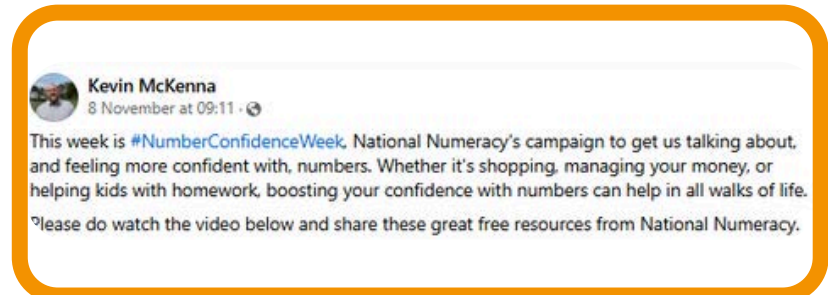 Kevin McKenna
8 November at 09:11 ·
This week is #NumberConfidenceWeek, National Numeracy's campaign to get us talking about,
and feeling more confident with, numbers. Whether it's shopping, managing your money, or
helping kids with homework, boosting your confidence with numbers can help in all walks of life.
Please do watch the video below and share these great free resources from National Numeracy.